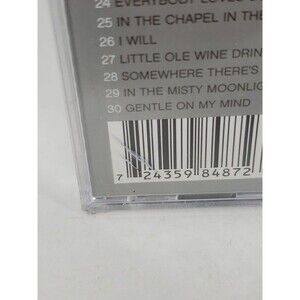 24 EVERYBODY LOVES
25 IN THE CHAPEL IN THE
26 I WILL
27 LITTLE OLE WINE DRIN
28 SOMEWHERE THERE'S
29 IN THE MISTY MOONLIG
30 GENTLE ON MY MIND
7 24359 84872